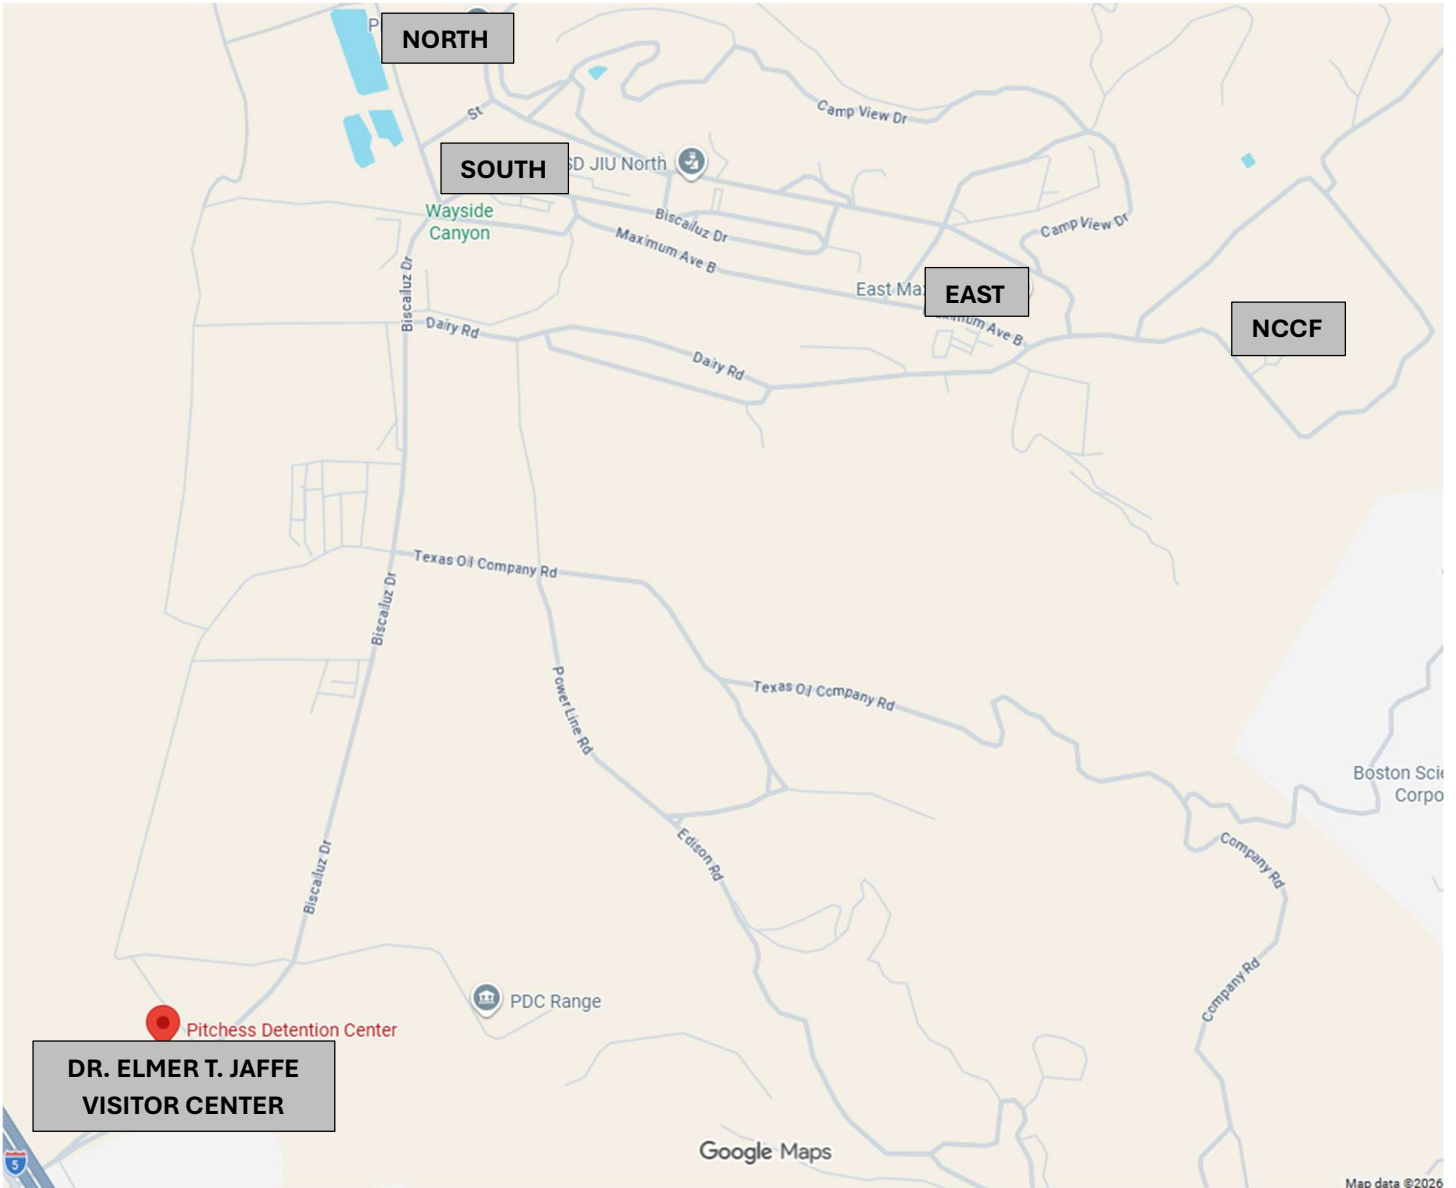 P
NORTH
St
Camp View Dr
SD JIU North
SOUTH
Wayside
Canyon
Biscailuz Dr
Camp View Dr
Maximum Ave B
Biscailuz Dr
East Ma
EAST
Maximum Ave B
NCCF
Dairy Rd
Dairy Rd
Texas Oil Company Rd
Biscailuz Dr
Power Line Rd
Texas Oil Company Rd
Boston Scie
Corpo
Edison Rd
Company Rd
Biscailuz Dr
Company Rd
PDC Range
Pitchess Detention Center
DR. ELMER T. JAFFE
VISITOR CENTER
5
Google Maps
Map data ©2026